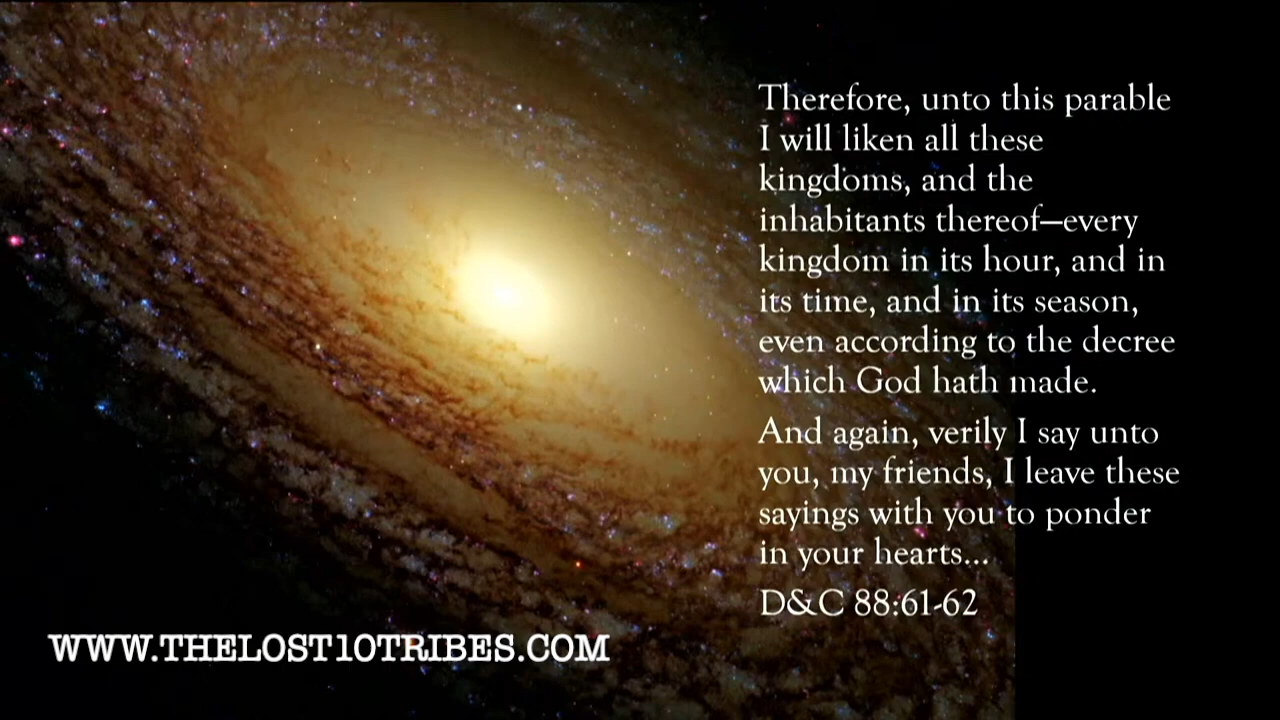 Therefore, unto this parable
I will liken all these
kingdoms, and the
inhabitants thereof—every
kingdom in its hour, and in
its time, and in its season,
even according to the decree
which God hath made.
And again, verily I say unto
you, my friends, I leave these
sayings with you to ponder
in your hearts...
D&C 88:61-62
WWW.THELOST10TRIBES.COM